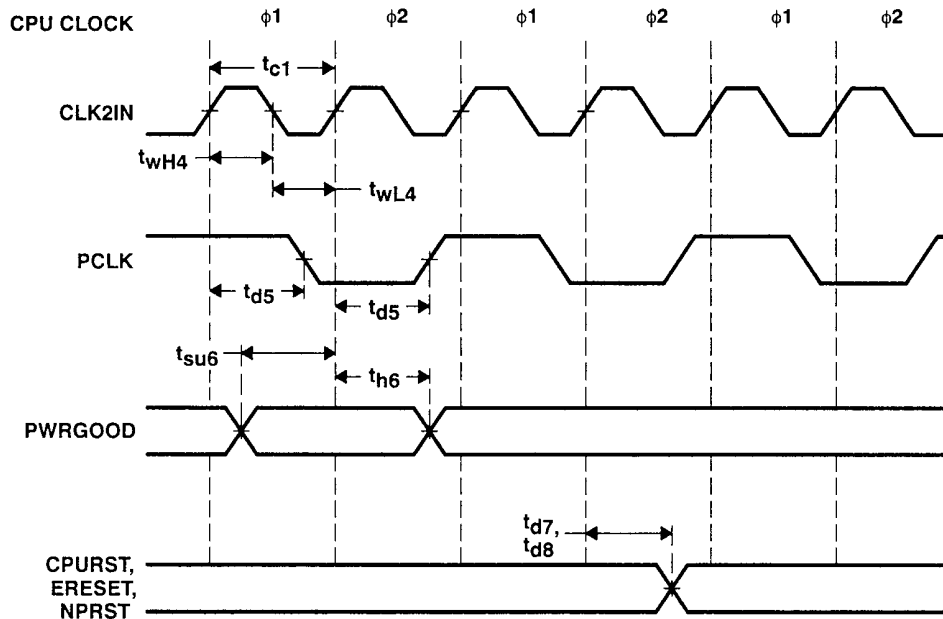 CPU CLOCK ϕ1 ϕ2 ϕ1 ϕ2 ϕ1 ϕ2
tc1
CLK2IN
twH4
twL4
PCLK
td5
td5
tsu6
th6
PWRGOOD
td7,
td8
CPURST,
ERESET,
NPRST